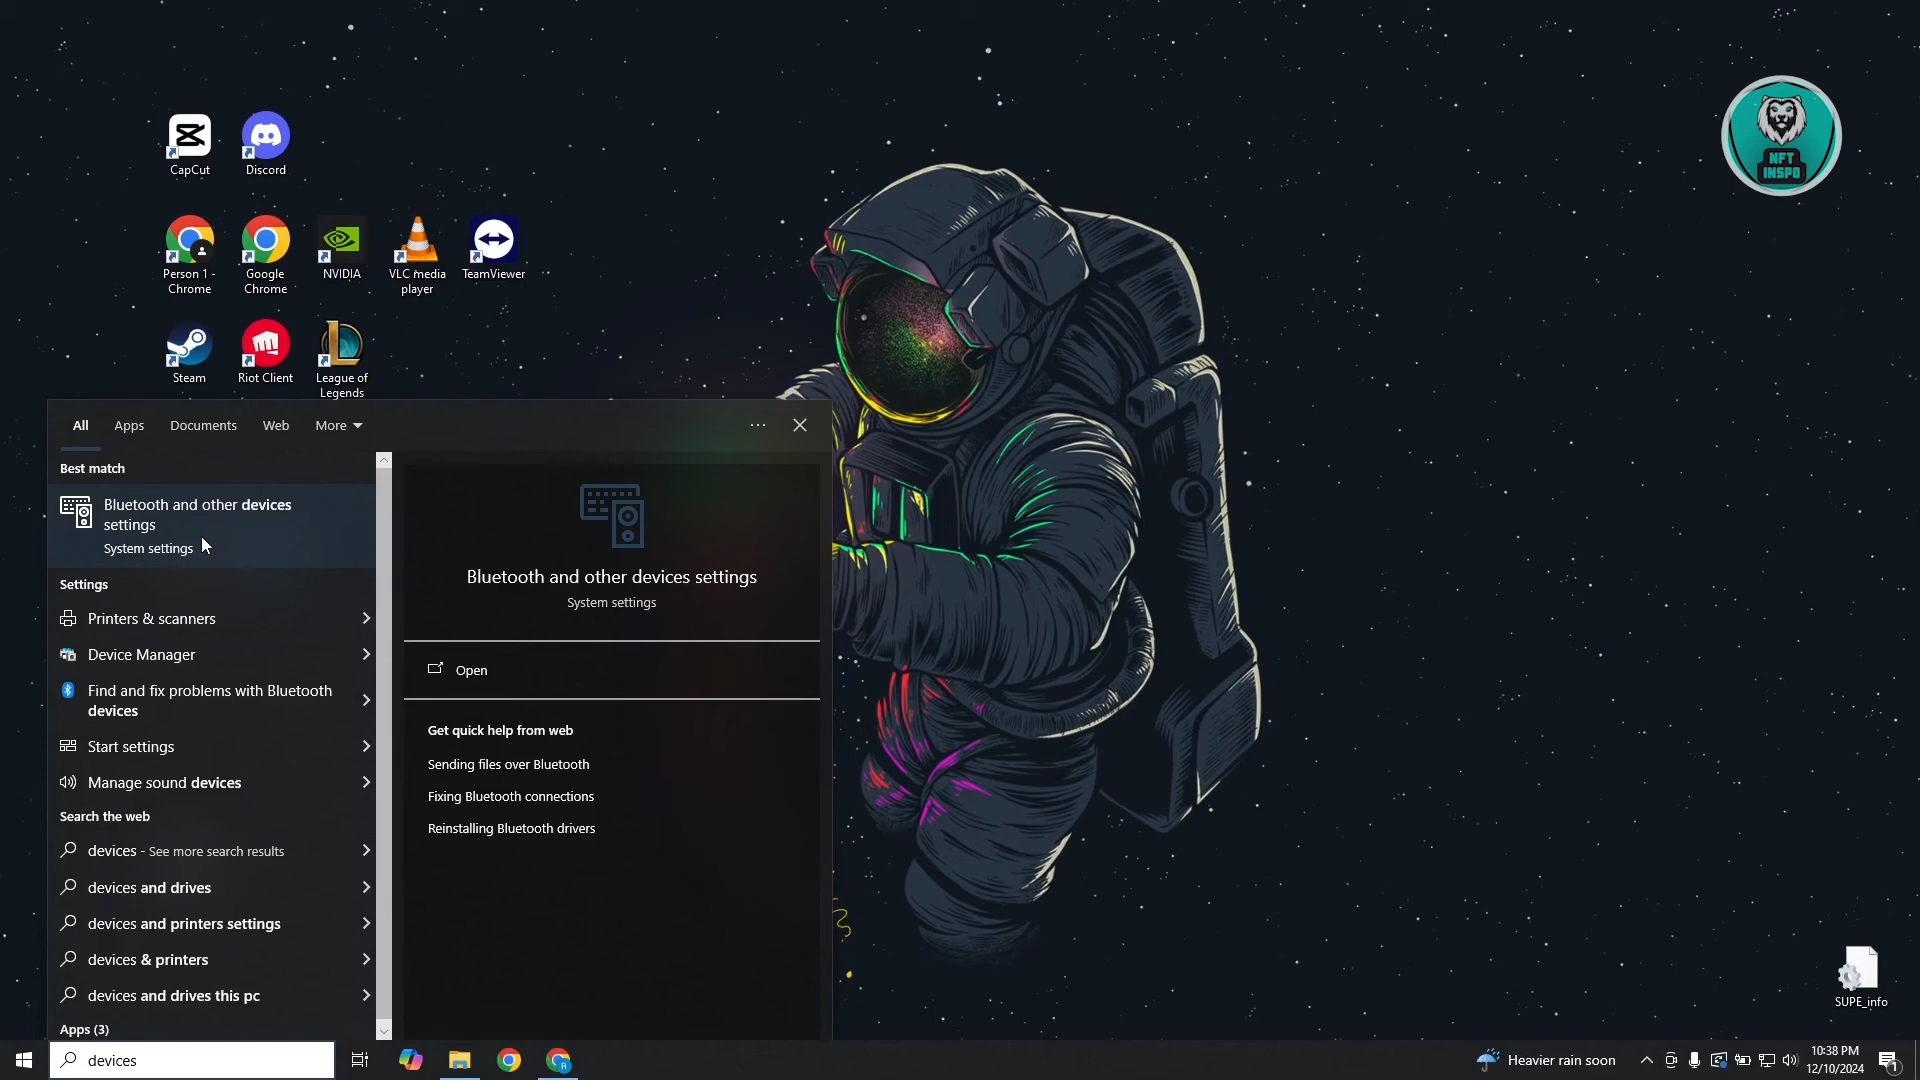 NFT
INSPO
CapCut
Discord
Person 1 -
Chrome
Google
Chrome
NVIDIA
VLC media
player
TeamViewer
Steam
Riot Client
League of
Legends
All
Apps
Documents
Web
More
Best match
Bluetooth and other devices
settings
System settings
Settings
Printers & scanners
Device Manager
Find and fix problems with Bluetooth
devices
Start settings
Manage sound devices
Search the web
devices - See more search results
devices and drives
devices and printers settings
devices & printers
devices and drives this pc
Apps (3)
Bluetooth and other devices settings
System settings
Open
Get quick help from web
Sending files over Bluetooth
Fixing Bluetooth connections
Reinstalling Bluetooth drivers
SUPE_info
devices
R
Heavier rain soon
10:38 PM
12/10/2024
1